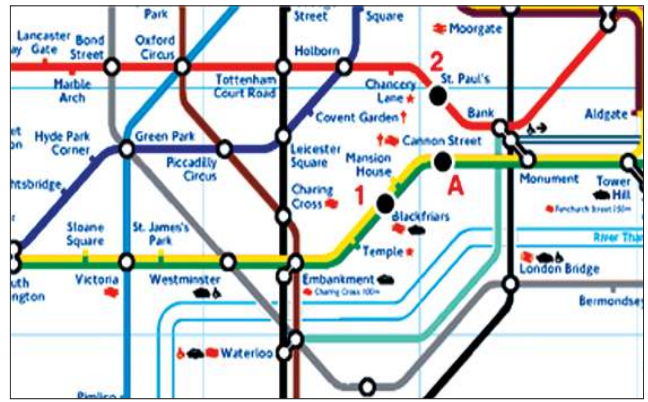 Park
Street
Square
Moorgate
Lancaster
Gate
Bond
Street
Oxford
Circus
Holborn
2
St. Paul's
Marble
Arch
Tottenham
Court Road
Chancery
Lane
Bank
Aldgate
Covent Garden
Cannon Street
Hyde Park
Corner
Green Park
Leicester
Square
Mansion
House
Piccadilly
Circus
Monument
Tower
Hill
Fenchurch Street 150m
A
1
Charing
Cross
Blackfriars
Sloane
Square
St. James's
Park
Temple
River Than
London Bridge
Victoria
Westminster
Embankment
Charing Cross 100m
Bermondse
Waterloo
Pimlico